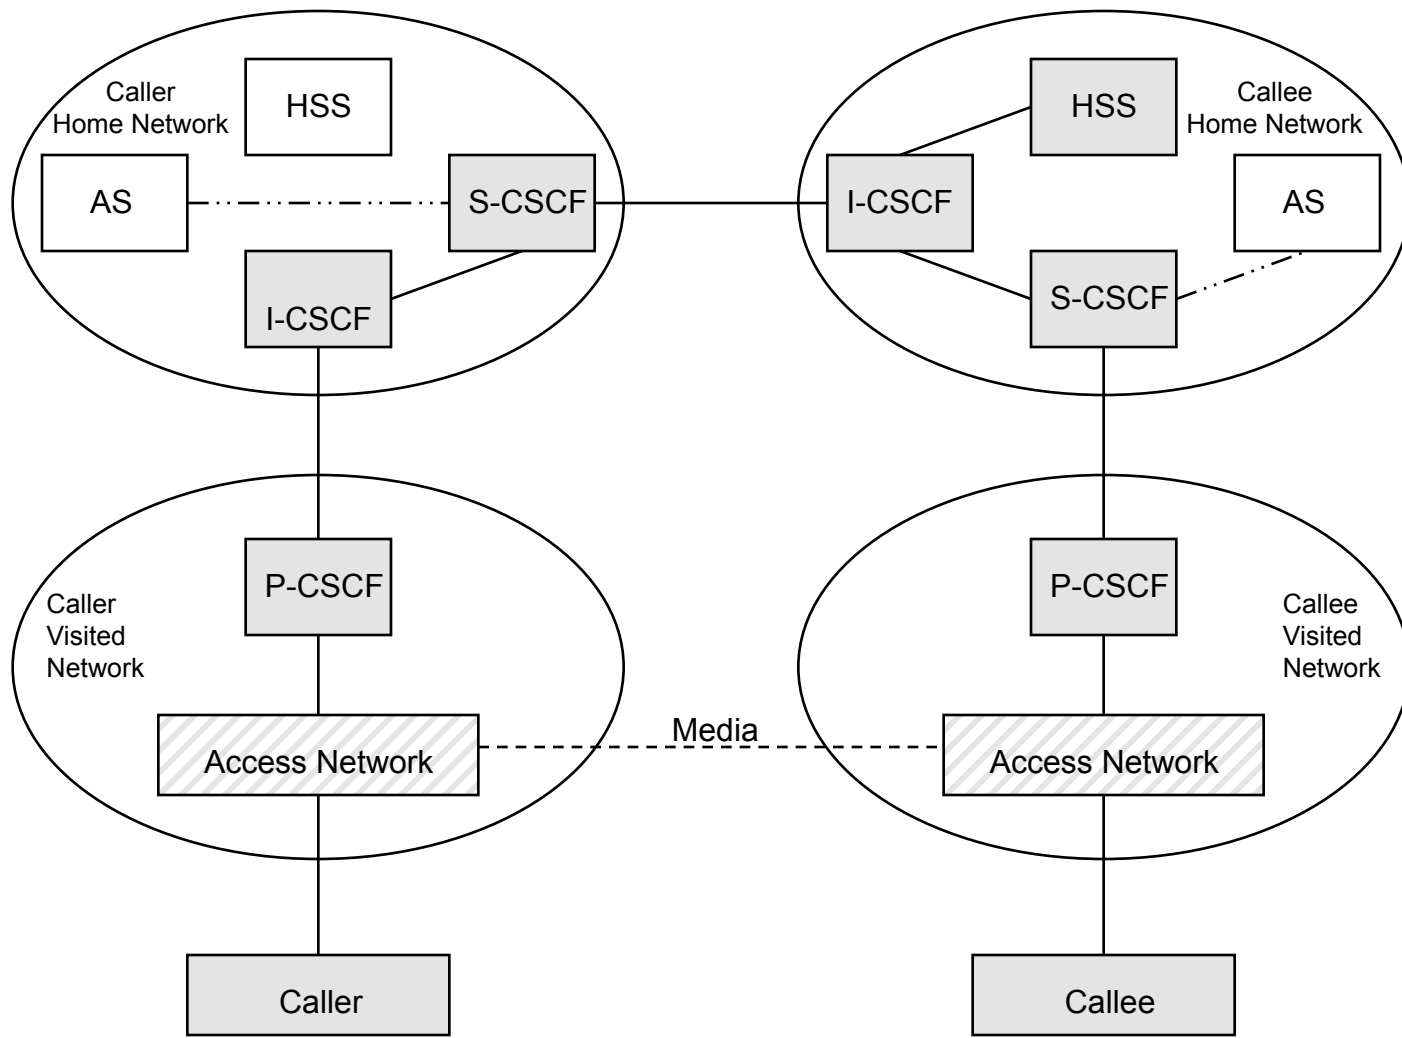 Caller
Home Network
HSS
AS
S-CSCF
I-CSCF
HSS
Callee
Home Network
I-CSCF
AS
S-CSCF
Caller
Visited
Network
P-CSCF
Access Network
Media
P-CSCF
Callee
Visited
Network
Access Network
Caller
Callee